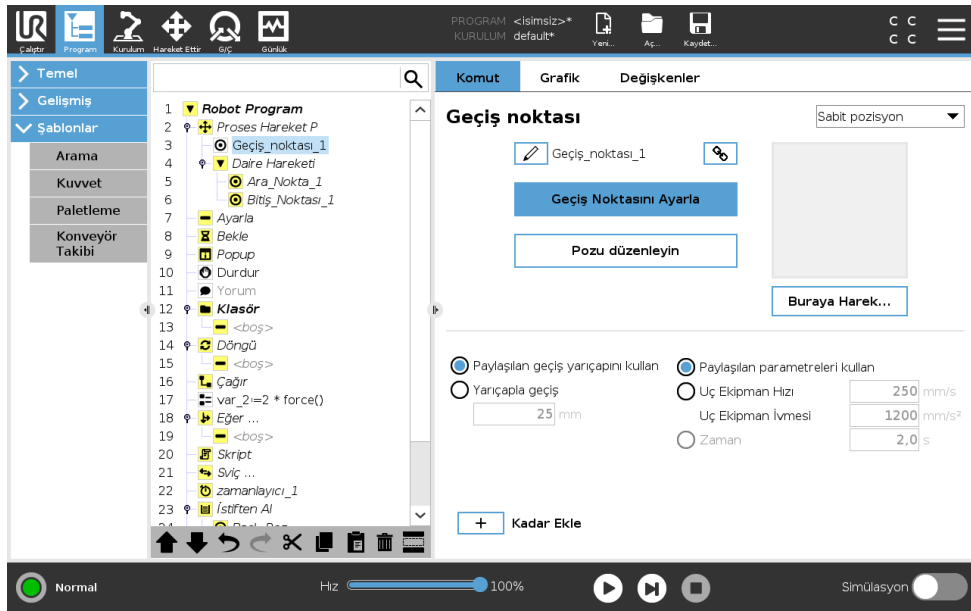 UR
Çalıştır
Program
Kurulum
Hareket Ettir
G/Ç
Günlük
PROGRAM <isimsiz>*
KURULUM default*
Yeni...
Aç...
Kaydet...
C C
C C
Temel
Gelişmiş
Şablonlar
Arama
Kuvvet
Paletleme
Konveyör
Takibi
1 Robot Program
2 Proses Hareket P
3 Geçiş_noktası_1
4 Daire Hareketi
5 Ara_Nokta_1
6 Bitiş_Noktası_1
7 Ayarla
8 Bekle
9 Popup
10 Durdur
11 Yorum
12 Klasör
13 <boş>
14 Döngü
15 <boş>
16 Çağır
17 var_2≔2 * force()
18 Eğer ...
19 <boş>
20 Skript
21 Sviç ...
22 zamanlayıcı_1
23 İstiften Al
Komut
Grafik
Değişkenler
Geçiş noktası
Sabit pozisyon
Geçiş_noktası_1
Geçiş Noktasını Ayarla
Pozu düzenleyin
Buraya Harek...
Paylaşılan geçiş yarıçapını kullan
Yarıçapla geçiş
25 mm
Paylaşılan parametreleri kullan
Uç Ekipman Hızı 250 mm/s
Uç Ekipman İvmesi 1200 mm/s²
Zaman 2,0 s
+ Kadar Ekle
Normal
Hız 100%
Simülasyon